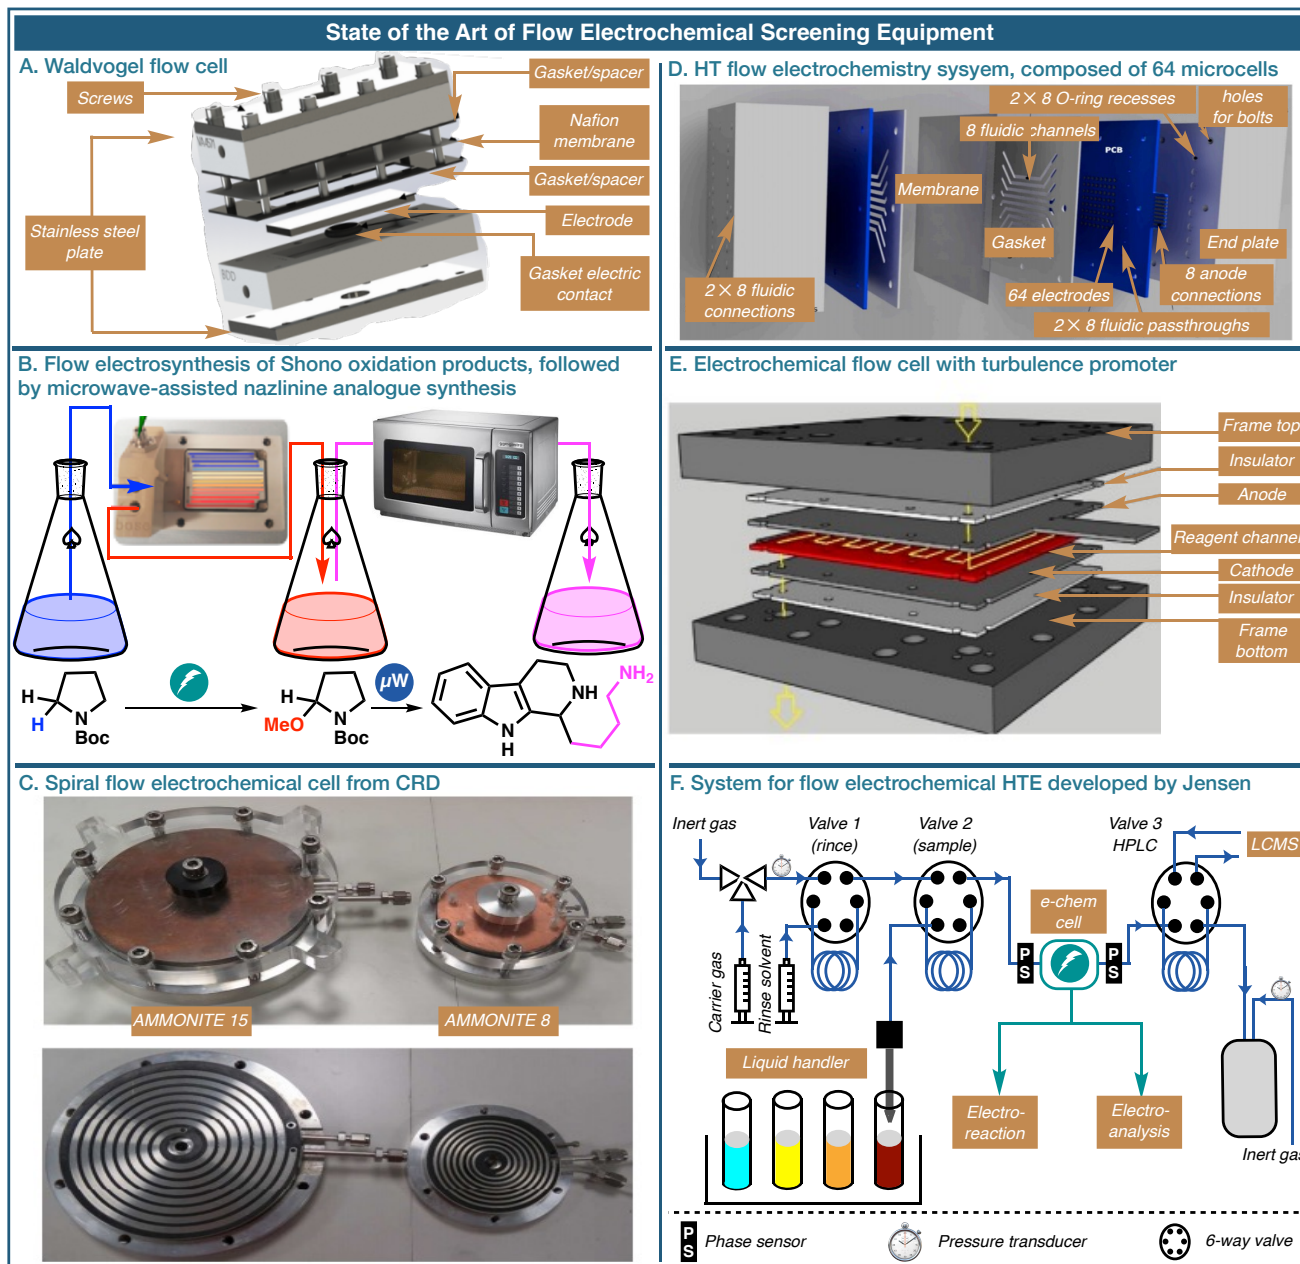 State of the Art of Flow Electrochemical Screening Equipment
A. Waldvogel flow cell
Screws
Gasket/spacer
Nafion
membrane
Gasket/spacer
Electrode
Stainless steel
plate
Gasket electric
contact
B. Flow electrosynthesis of Shono oxidation products, followed
by microwave-assisted nazlinine analogue synthesis
H
H
N
Boc
H
MeO
N
Boc
µW
NH
N
H
NH2
C. Spiral flow electrochemical cell from CRD
AMMONITE 15
AMMONITE 8
D. HT flow electrochemistry sysyem, composed of 64 microcells
2 × 8 O-ring recesses
holes
for bolts
8 fluidic channels
PCB
Membrane
Gasket
End plate
2 × 8 fluidic
connections
64 electrodes
8 anode
connections
2 × 8 fluidic passthroughs
E. Electrochemical flow cell with turbulence promoter
Frame top
Insulator
Anode
Reagent channel
Cathode
Insulator
Frame
bottom
F. System for flow electrochemical HTE developed by Jensen
Inert gas
Valve 1
(rince)
Valve 2
(sample)
Valve 3
HPLC
LCMS
e-chem
cell
P
S
P
S
Carrier gas
Rinse solvent
Liquid handler
Electro-
reaction
Electro-
analysis
Inert gas
P
S
Phase sensor
Pressure transducer
6-way valve